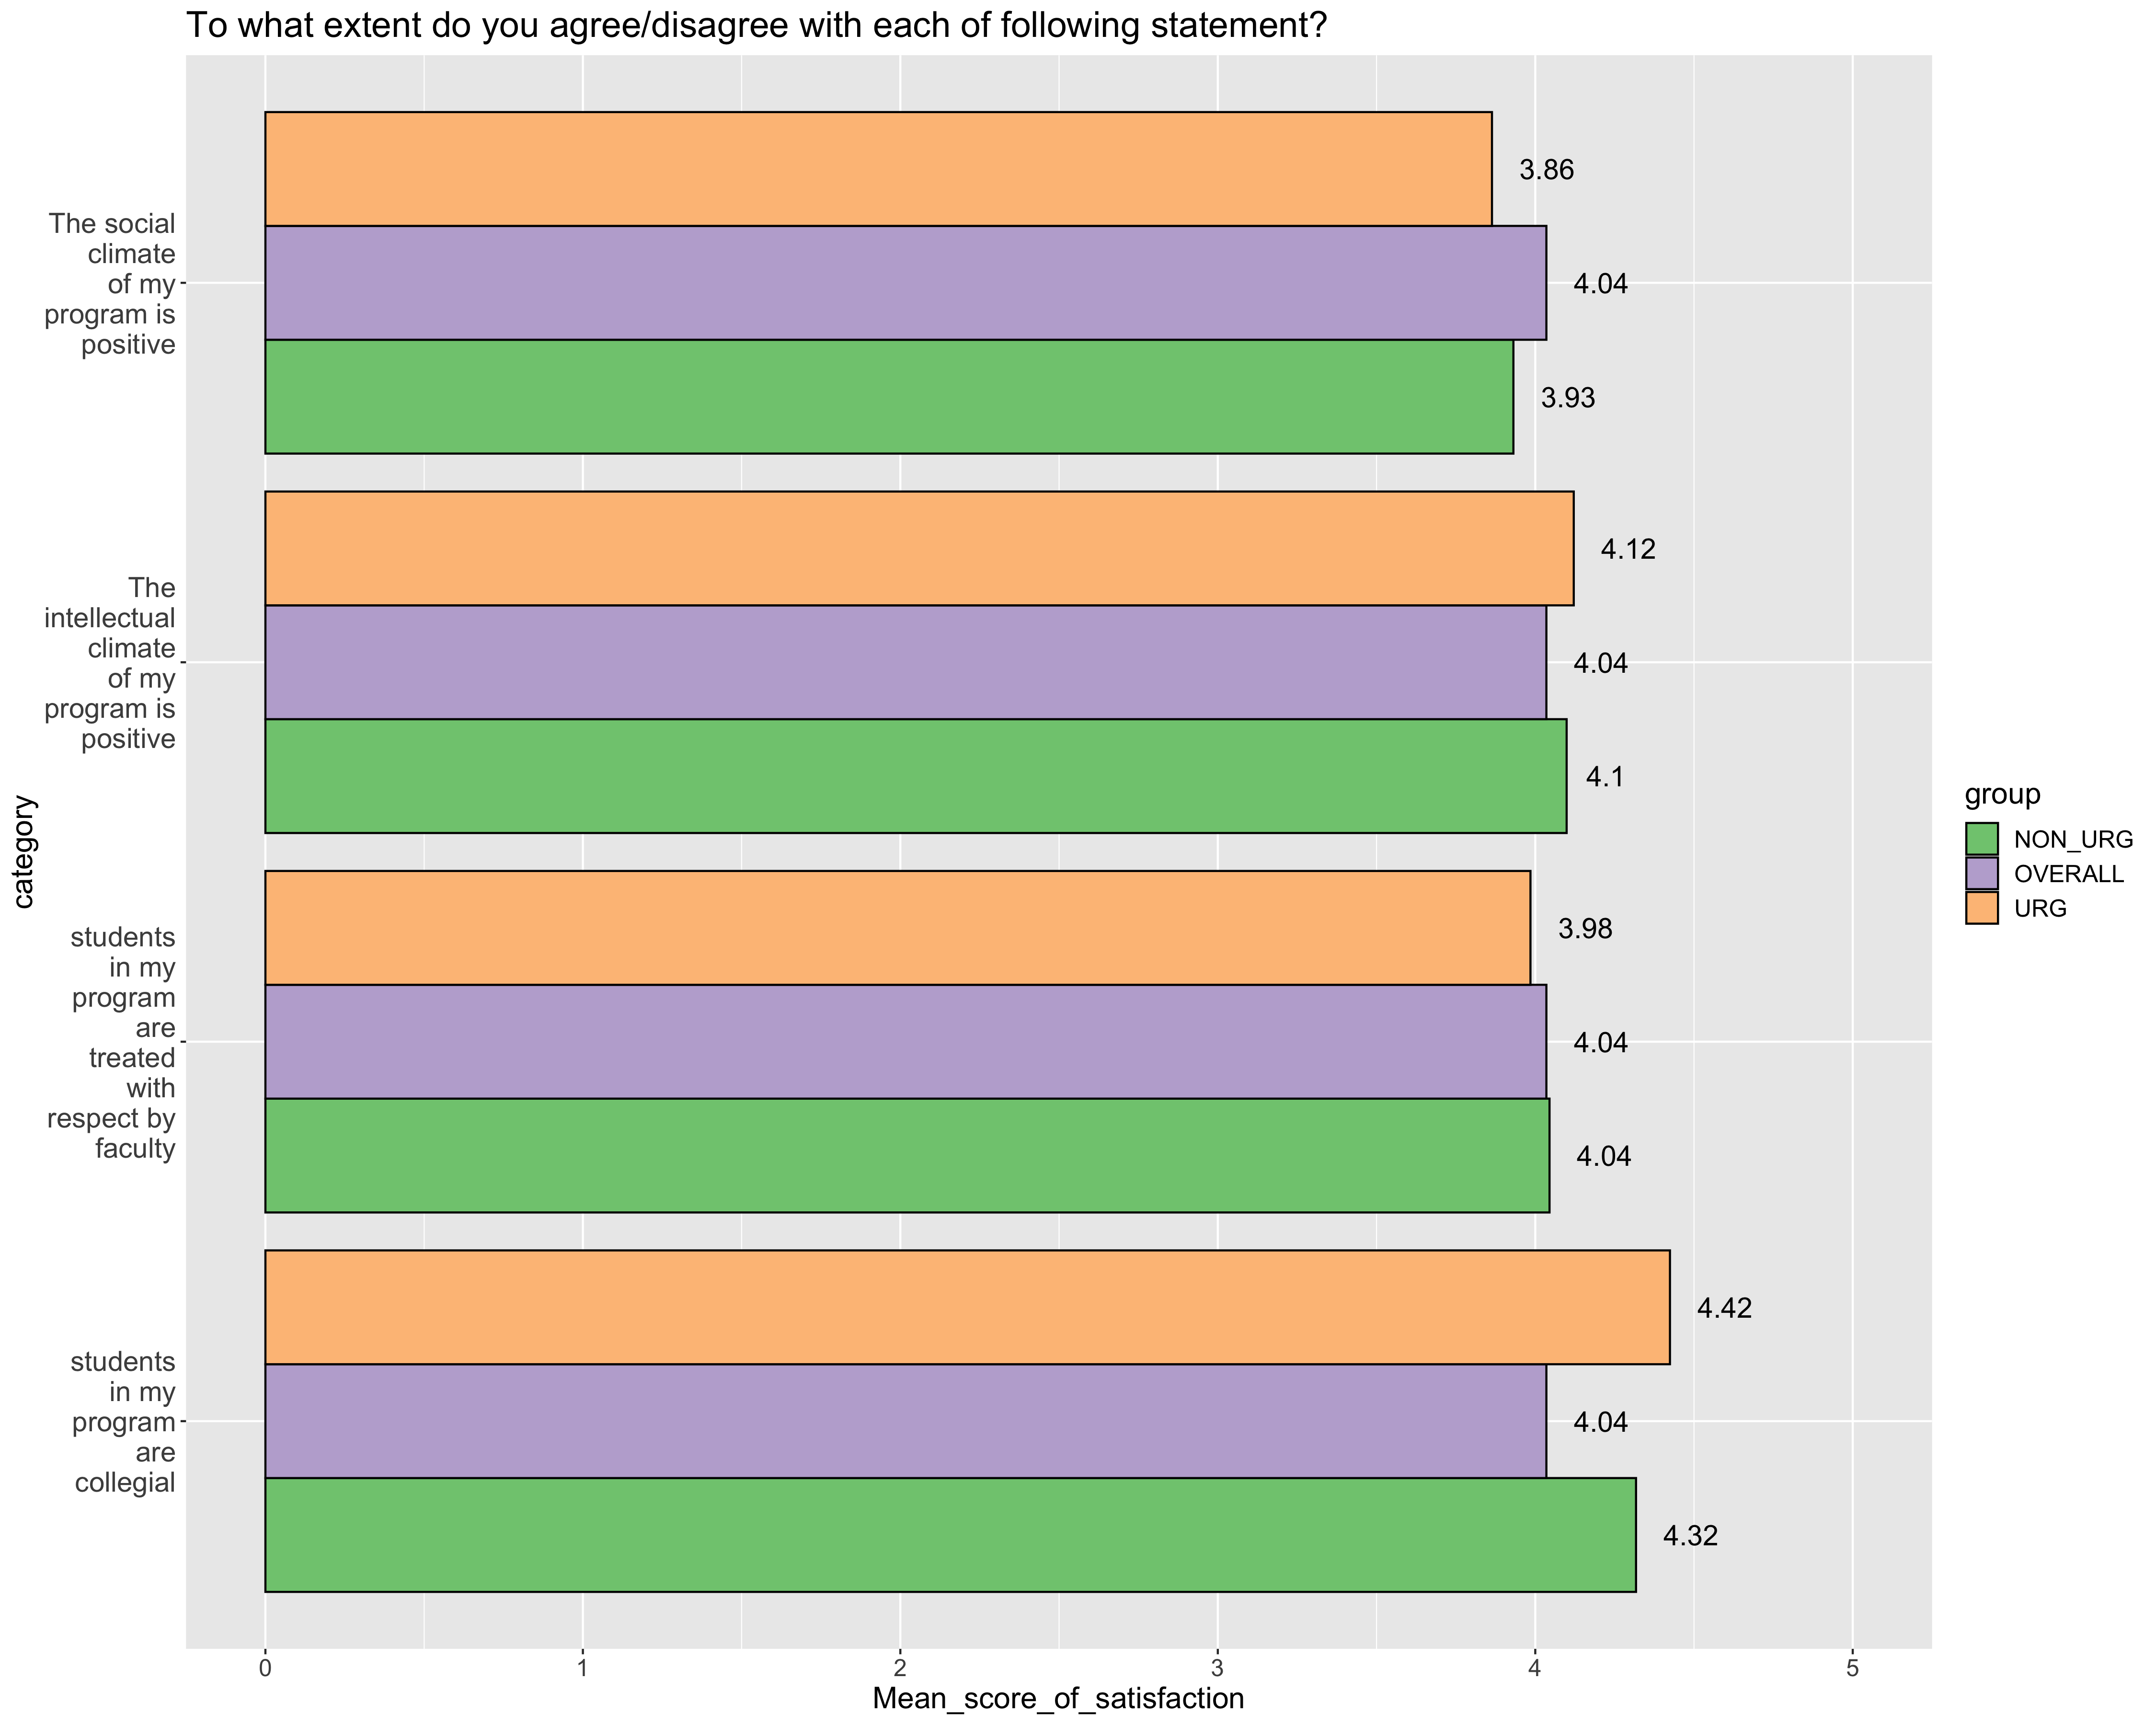 To what extent do you agree/disagree with each of following statement?
The social
climate
of my
program is
positive
3.86
4.04
3.93
The
intellectual
climate
of my
program is
positive
4.12
4.04
4.1
students
in my
program
are
treated
with
respect by
faculty
3.98
4.04
4.04
students
in my
program
are
collegial
4.42
4.04
4.32
category
0 1 2 3 4 5
Mean_score_of_satisfaction
group
NON_URG
OVERALL
URG